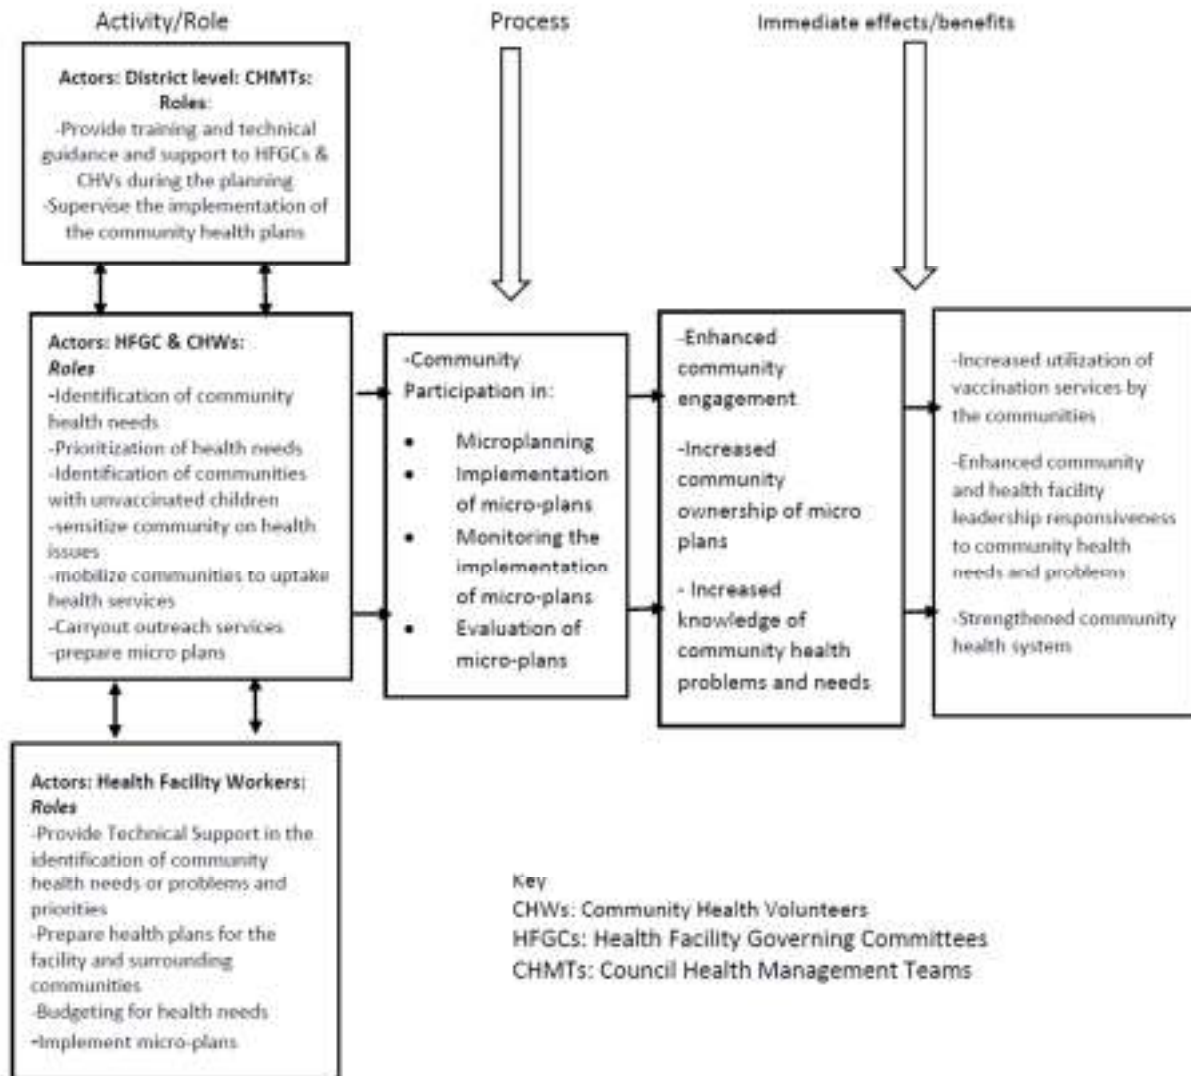 Activity/Role
Process
Immediate effects/benefits
Actors: District level: CHMTs:
Roles:
-Provide training and technical
guidance and support to HFGCs &
CHVs during the planning
-Supervise the implementation of
the community health plans
Actors: HFGC & CHWs:
Roles
-Identification of community
health needs
-Prioritization of health needs
-Identification of communities
with unvaccinated children
-sensitize community on health
issues
-mobilize communities to uptake
health services
-Carryout outreach services
-prepare micro plans
Actors: Health Facility Workers:
Roles
-Provide Technical Support in the
identification of community
health needs or problems and
priorities
-Prepare health plans for the
facility and surrounding
communities
-Budgeting for health needs
-Implement micro-plans
-Community
Participation in:
• Microplanning
• Implementation
of micro-plans
• Monitoring the
implementation
of micro-plans
• Evaluation of
micro-plans
-Enhanced
community
engagement
-Increased
community
ownership of micro
plans
- Increased
knowledge of
community health
problems and needs
-Increased utilization of
vaccination services by
the communities
-Enhanced community
and health facility
leadership responsiveness
to community health
needs and problems
-Strengthened community
health system
Key
CHWs: Community Health Volunteers
HFGCs: Health Facility Governing Committees
CHMTs: Council Health Management Teams